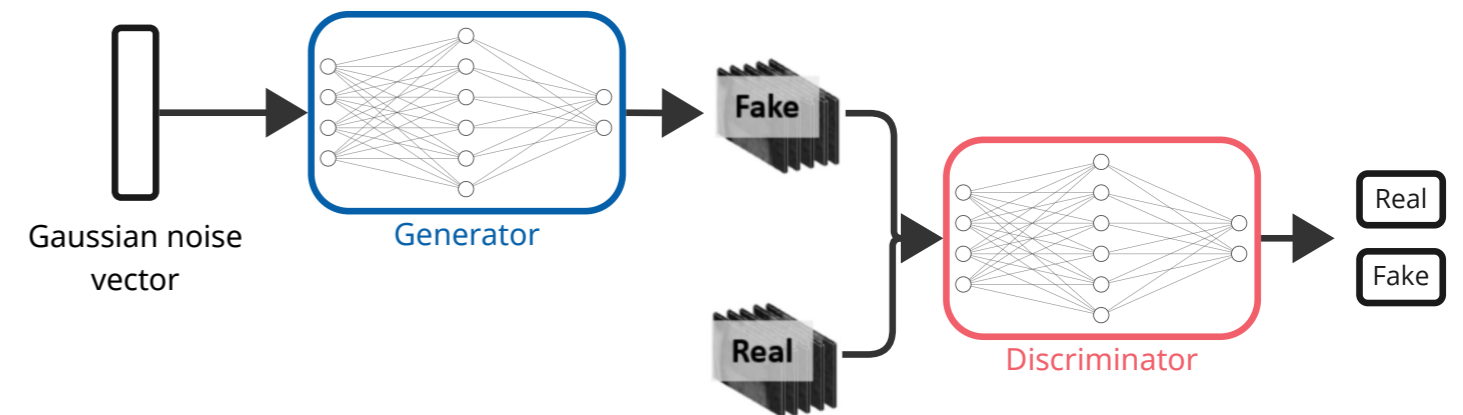 Gaussian noise
vector
Generator
Fake
Real
Discriminator
Real
Fake